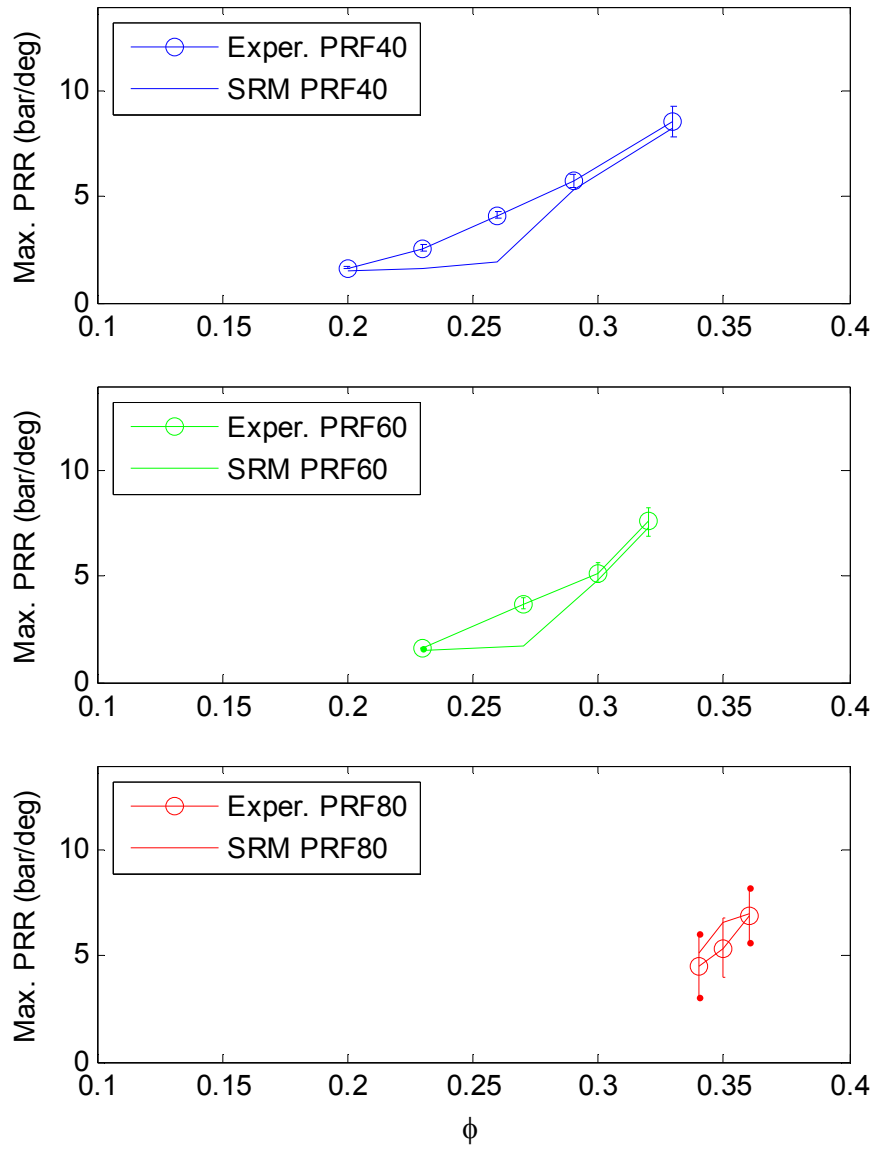 Max. PRR (bar/deg)
Exper. PRF40
SRM PRF40
10
5
0
0.1 0.15 0.2 0.25 0.3 0.35 0.4
Max. PRR (bar/deg)
Exper. PRF60
SRM PRF60
10
5
0
0.1 0.15 0.2 0.25 0.3 0.35 0.4
Max. PRR (bar/deg)
Exper. PRF80
SRM PRF80
10
5
0
0.1 0.15 0.2 0.25 0.3 0.35 0.4
ϕ